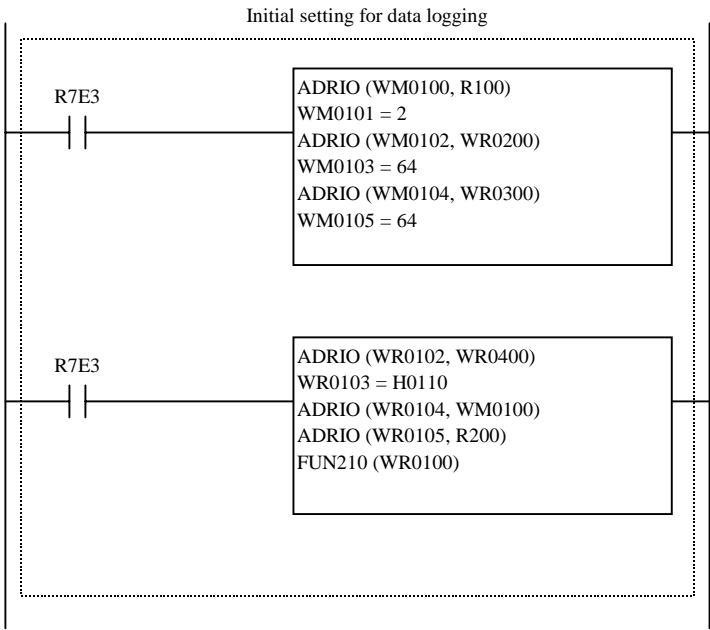 Initial setting for data logging
R7E3
ADRIO (WM0100, R100)
WM0101 = 2
ADRIO (WM0102, WR0200)
WM0103 = 64
ADRIO (WM0104, WR0300)
WM0105 = 64
R7E3
ADRIO (WR0102, WR0400)
WR0103 = H0110
ADRIO (WR0104, WM0100)
ADRIO (WR0105, R200)
FUN210 (WR0100)